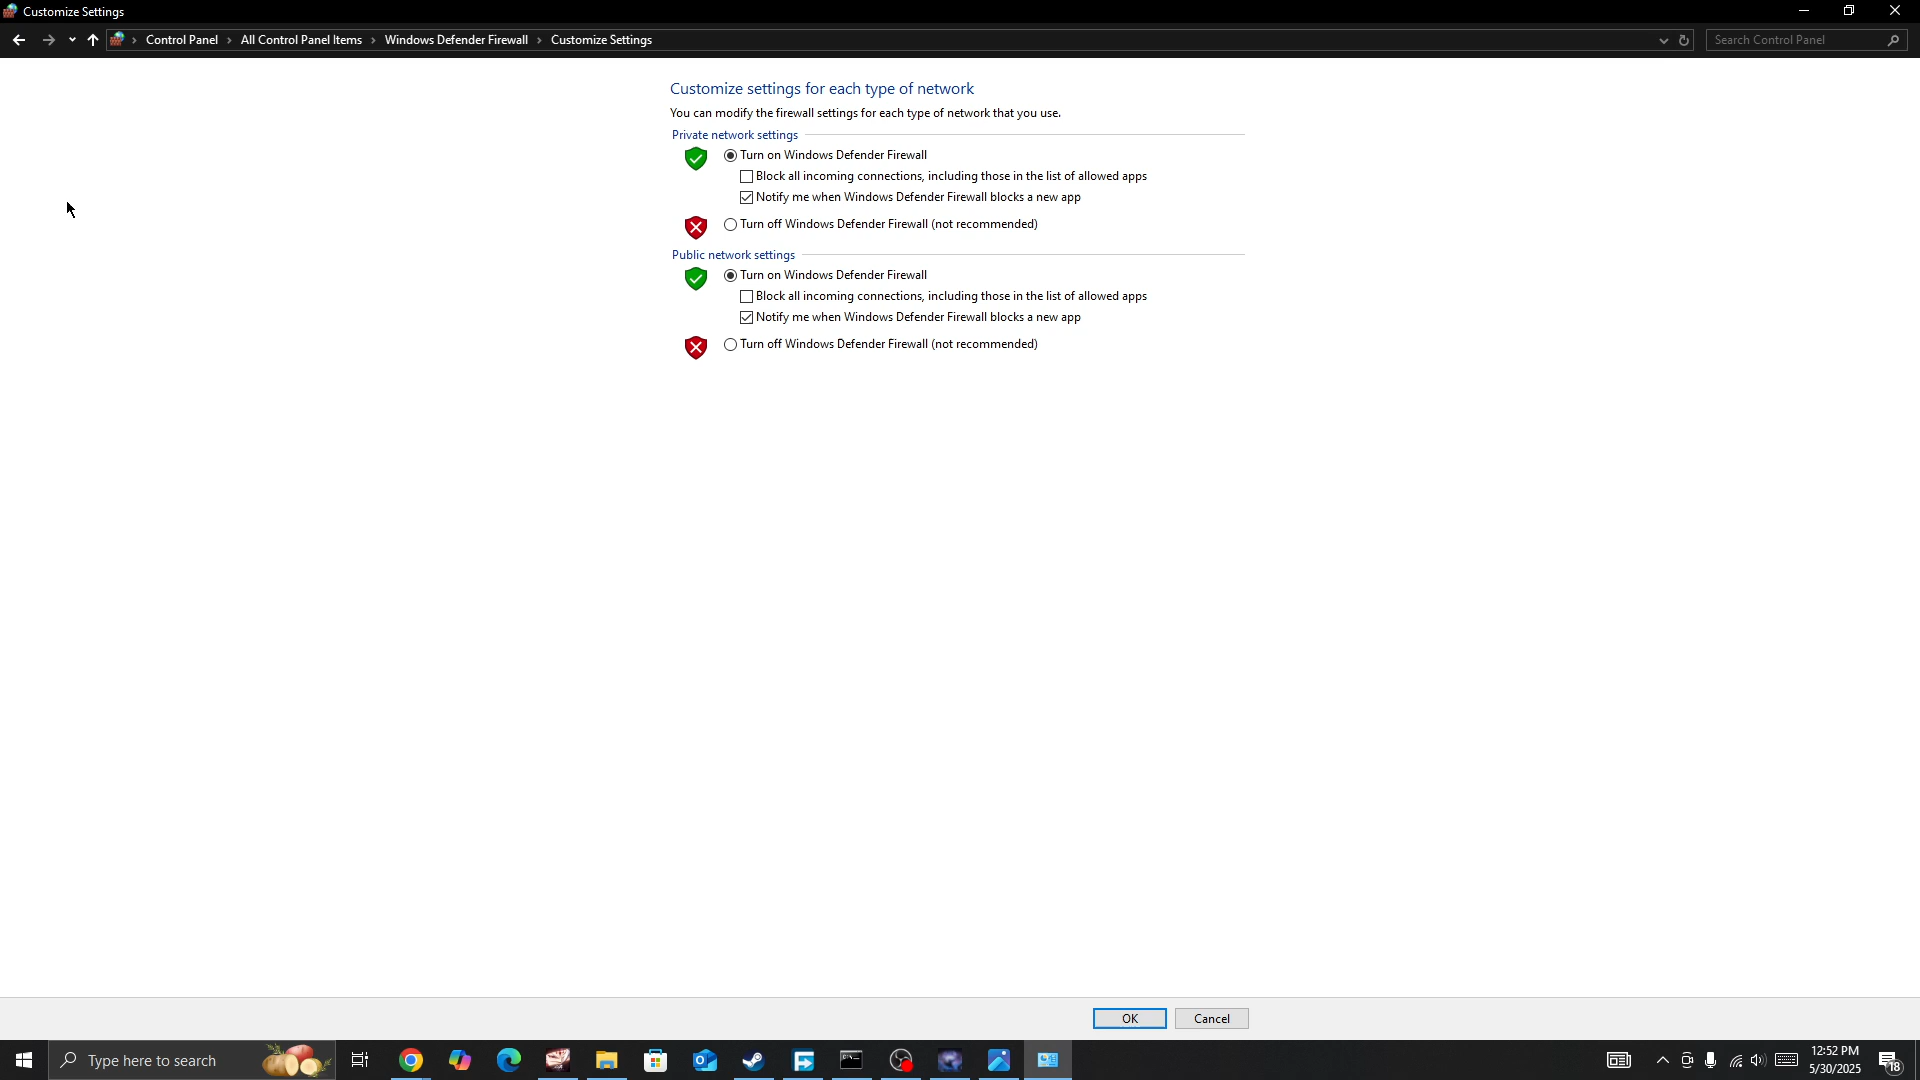 Customize Settings
Control Panel › All Control Panel Items › Windows Defender Firewall › Customize Settings
Search Control Panel
Customize settings for each type of network
You can modify the firewall settings for each type of network that you use.
Private network settings
Turn on Windows Defender Firewall
Block all incoming connections, including those in the list of allowed apps
Notify me when Windows Defender Firewall blocks a new app
Turn off Windows Defender Firewall (not recommended)
Public network settings
Turn on Windows Defender Firewall
Block all incoming connections, including those in the list of allowed apps
Notify me when Windows Defender Firewall blocks a new app
Turn off Windows Defender Firewall (not recommended)
OK Cancel
Type here to search
12:52 PM
5/30/2025
18